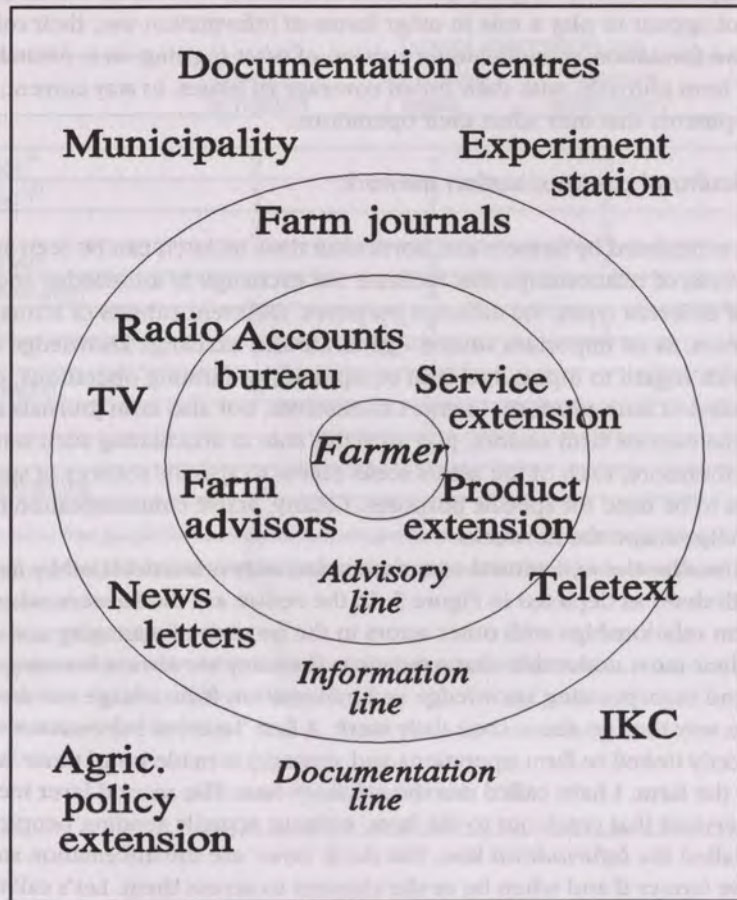 Documentation centres
Municipality
Experiment
station
Farm journals
Radio
TV
Accounts
bureau
Service
extension
Farmer
Farm
advisors
Product
extension
Advisory
line
News
letters
Teletext
Information
line
IKC
Agric.
policy
extension
Documentation
line